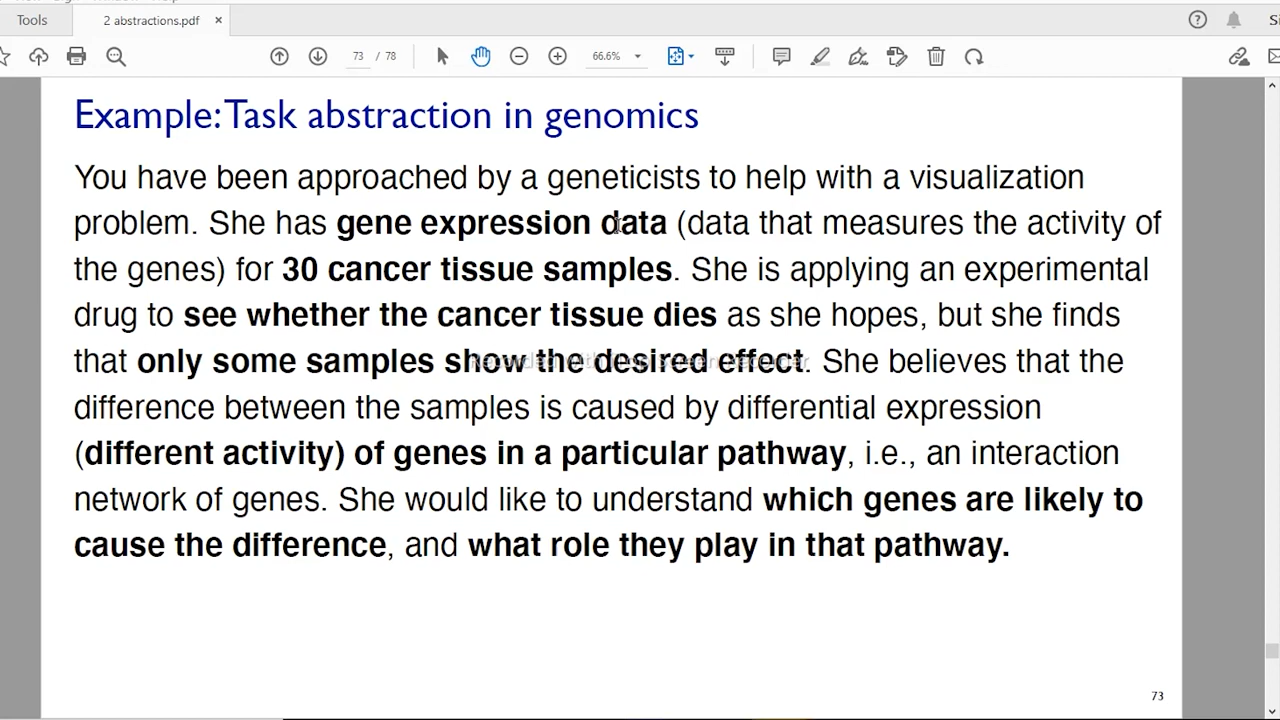 Tools
2 abstractions.pdf ×
73 / 78
66.6%
Example: Task abstraction in genomics
You have been approached by a geneticists to help with a visualization
problem. She has gene expression data (data that measures the activity of
the genes) for 30 cancer tissue samples. She is applying an experimental
drug to see whether the cancer tissue dies as she hopes, but she finds
that only some samples show the desired effect. She believes that the
difference between the samples is caused by differential expression
(different activity) of genes in a particular pathway, i.e., an interaction
network of genes. She would like to understand which genes are likely to
cause the difference, and what role they play in that pathway.
73